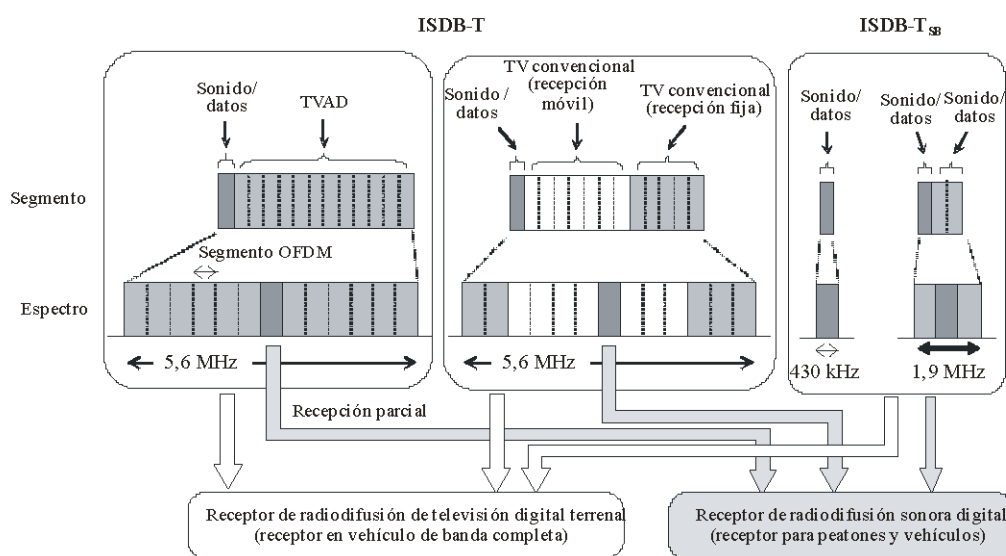 ISDB-T
ISDB-T_SB
Sonido/
datos
TVAD
Sonido/
datos
TV convencional
(recepción
móvil)
TV convencional
(recepción fija)
Sonido/
datos
Sonido/
datos
Sonido/
datos
Segmento
Segmento OFDM
Espectro
5,6 MHz
5,6 MHz
430 kHz
1,9 MHz
Recepción parcial
Receptor de radiodifusión de televisión digital terrenal
(receptor en vehículo de banda completa)
Receptor de radiodifusión sonora digital
(receptor para peatones y vehículos)